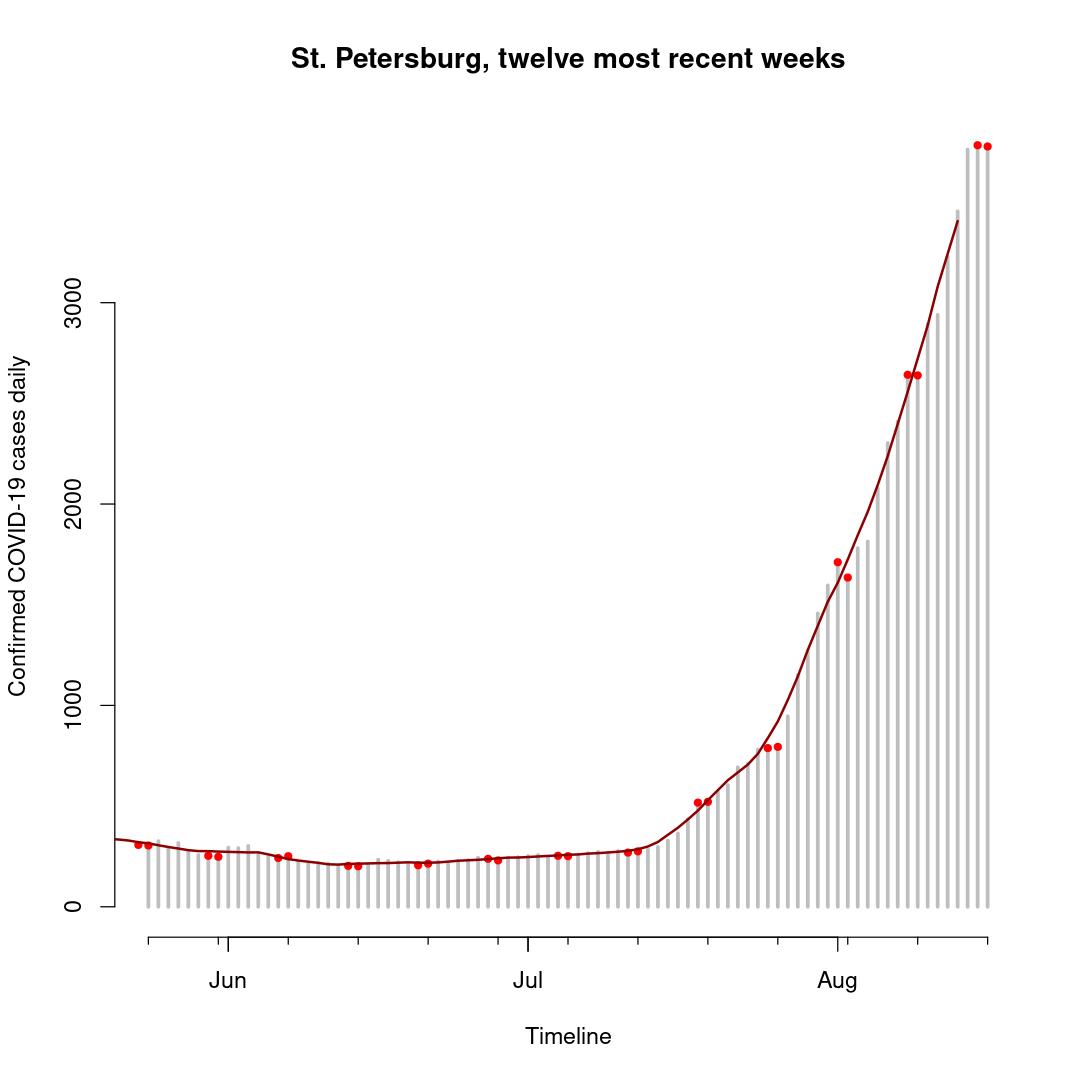 St. Petersburg, twelve most recent weeks
Confirmed COVID-19 cases daily
3000
2000
1000
0
Jun Jul Aug
Timeline